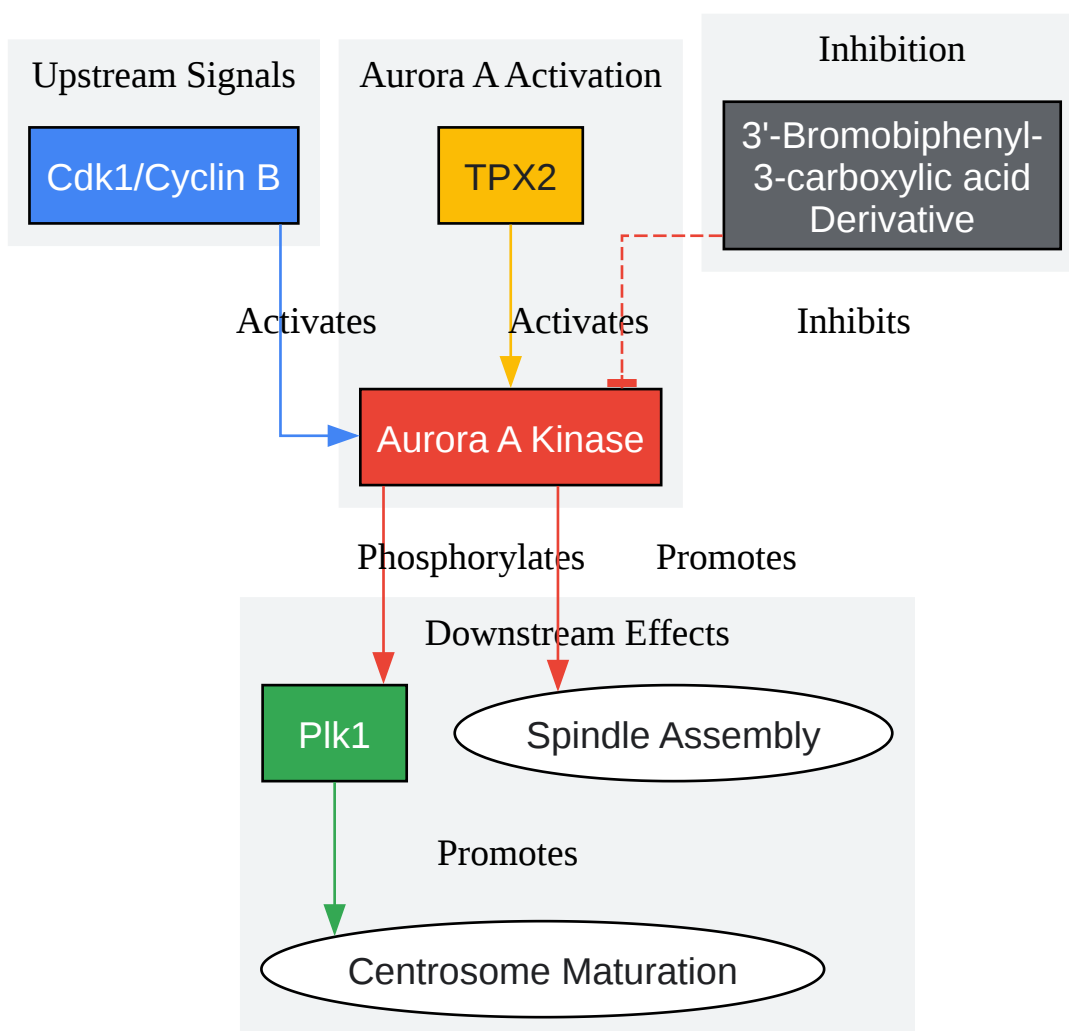 Upstream Signals
Aurora A Activation
Inhibition
Cdk1/Cyclin B
TPX2
3'-Bromobiphenyl-
3-carboxylic acid
Derivative
Activates
Activates
Inhibits
Aurora A Kinase
Phosphorylates
Promotes
Downstream Effects
Plk1
Spindle Assembly
Promotes
Centrosome Maturation